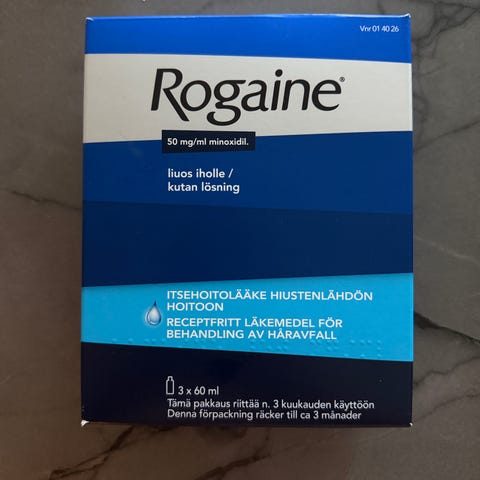 Vnr 01 40 26
Rogaine®
50 mg/ml minoxidil.
liuos iholle /
kutan lösning
ITSEHOITOLÄÄKE HIUSTENLÄHDÖN
HOITOON
RECEPTFRITT LÄKEMEDEL FÖR
BEHANDLING AV HÅRAVFALL
3 x 60 ml
Tämä pakkaus riittää n. 3 kuukauden käyttöön
Denna förpackning räcker till ca 3 månader